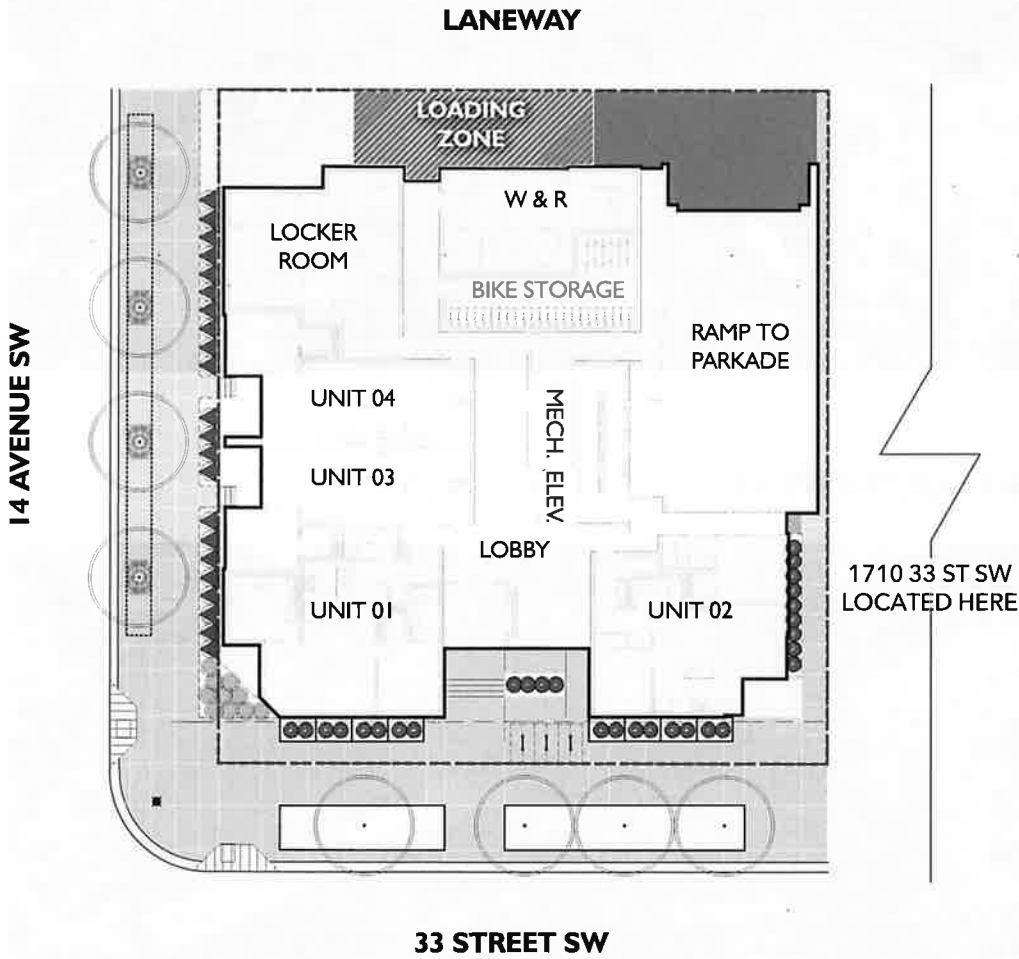 LANEWAY
LOADING
ZONE
W & R
LOCKER
ROOM
BIKE STORAGE
RAMP TO
PARKADE
14 AVENUE SW
UNIT 04
MECH. ELEV.
UNIT 03
LOBBY
1710 33 ST SW
LOCATED HERE
UNIT 01
UNIT 02
33 STREET SW